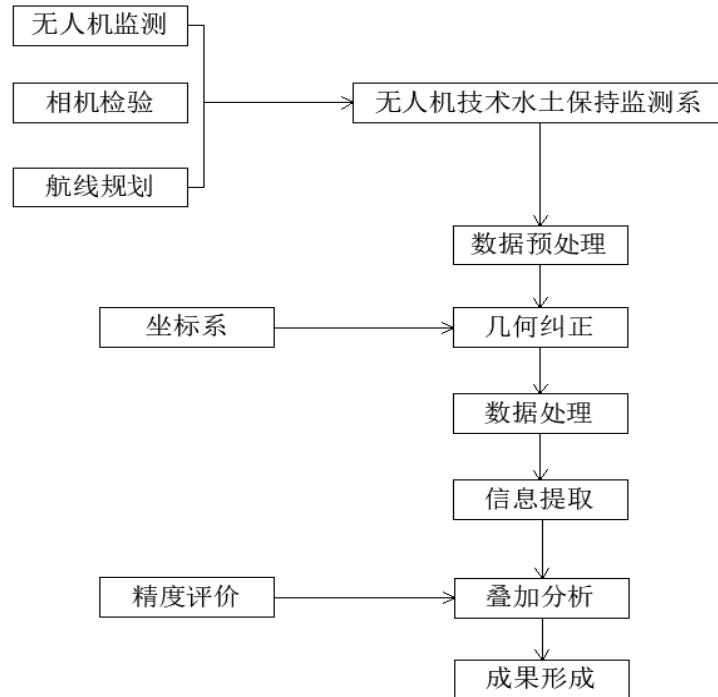 无人机监测
相机检验
无人机技术水土保持监测系
航线规划
数据预处理
坐标系
几何纠正
数据处理
信息提取
精度评价
叠加分析
成果形成